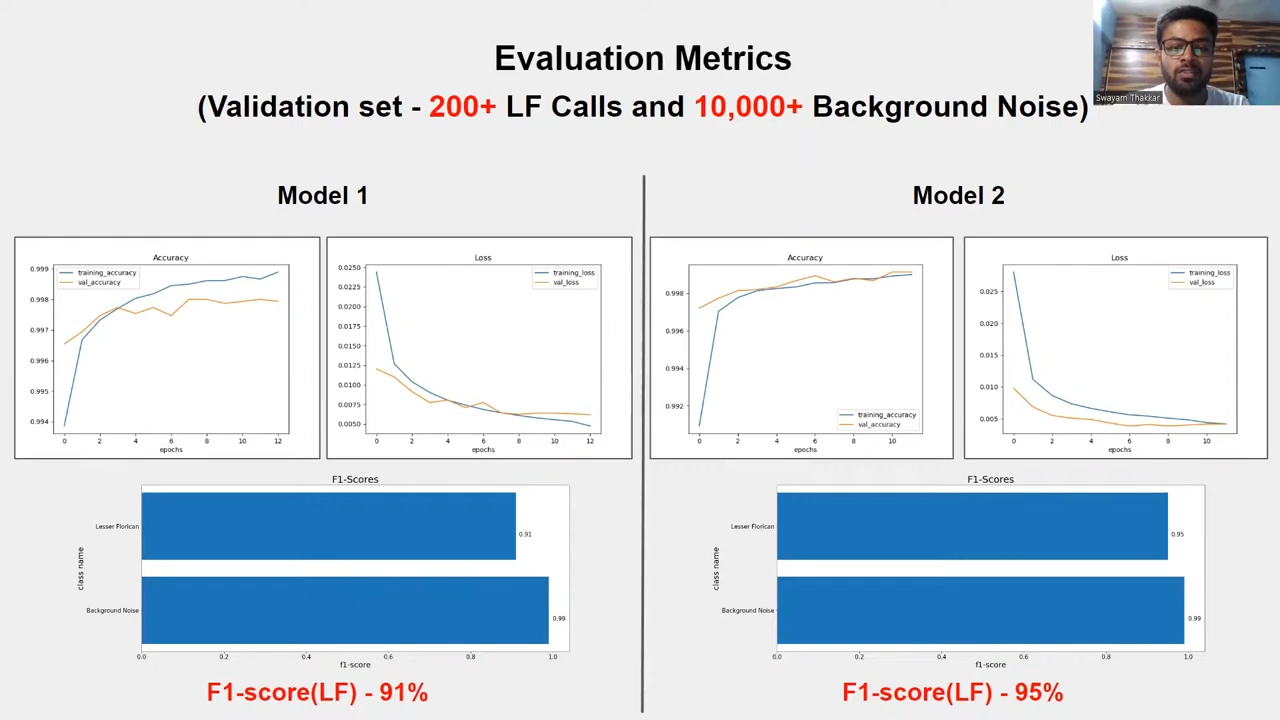 Evaluation Metrics
(Validation set - 200+ LF Calls and 10,000+ Background Noise)
Swayam Thakkar
Model 1
Accuracy
training_accuracy
val_accuracy
0.999
0.998
0.997
0.996
0.995
0.994
0 2 4 6 8 10 12
epochs
Loss
training_loss
val_loss
0.0250
0.0225
0.0200
0.0175
0.0150
0.0125
0.0100
0.0075
0.0050
0 2 4 6 8 10 12
epochs
F1-Scores
class name
Lesser Florican
0.91
Background Noise
0.99
0.0 0.2 0.4 0.6 0.8 1.0
f1-score
F1-score(LF) - 91%
Model 2
Accuracy
0.998
0.996
0.994
0.992
training_accuracy
val_accuracy
0 2 4 6 8 10
epochs
Loss
training_loss
val_loss
0.025
0.020
0.015
0.010
0.005
0 2 4 6 8 10
epochs
F1-Scores
class name
Lesser Florican
0.95
Background Noise
0.99
0.0 0.2 0.4 0.6 0.8 1.0
f1-score
F1-score(LF) - 95%